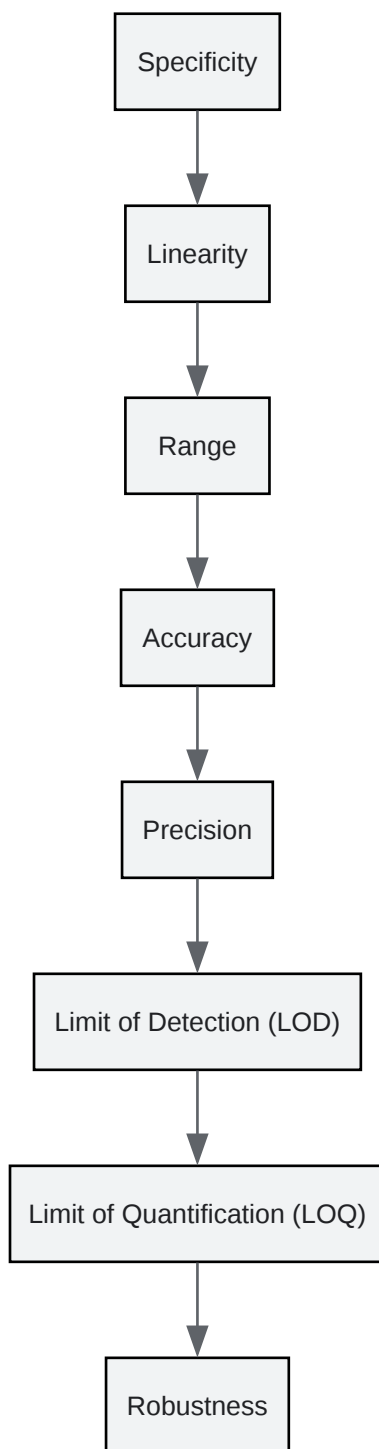 Specificity
Linearity
Range
Accuracy
Precision
Limit of Detection (LOD)
Limit of Quantification (LOQ)
Robustness